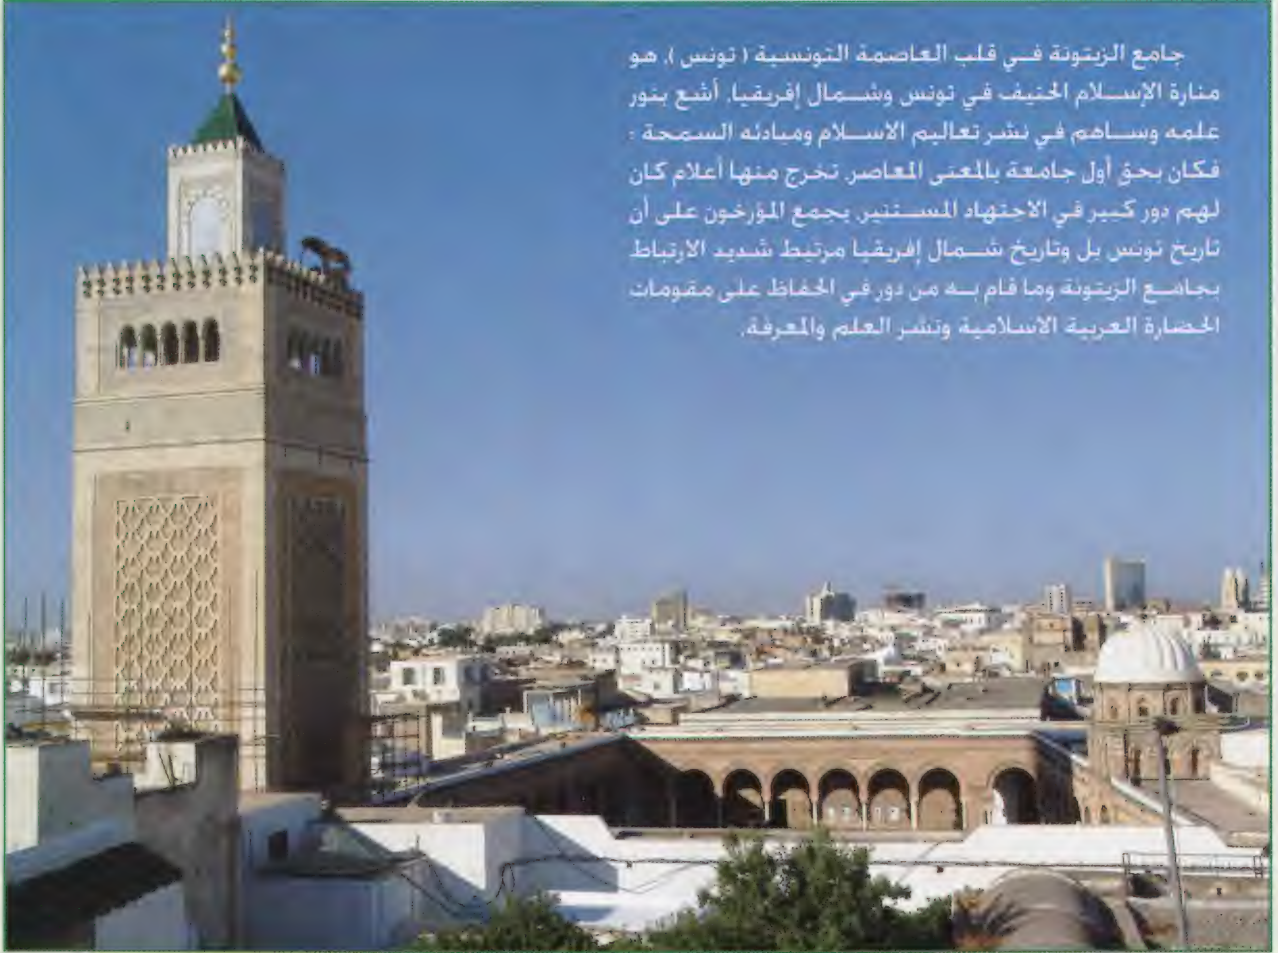 جامع الزيتونة في قلب العاصمة التونسية ( تونس ). هو
منارة الإسلام الحنيف في تونس وشمال إفريقيا. أشع بنور
علمه وساهم في نشر تعاليم الاسلام ومبادئه السمحة :
فكان بحق أول جامعة بالمعنى المعاصر. تخرج منها أعلام كان
لهم دور كبير في الاجتهاد المستنير. يجمع المؤرخون على أن
تاريخ تونس بل وتاريخ شمال إفريقيا مرتبط شديد الارتباط
بجامع الزيتونة وما قام به من دور في الحفاظ على مقومات
الحضارة العربية الاسلامية ونشر العلم والمعرفة.